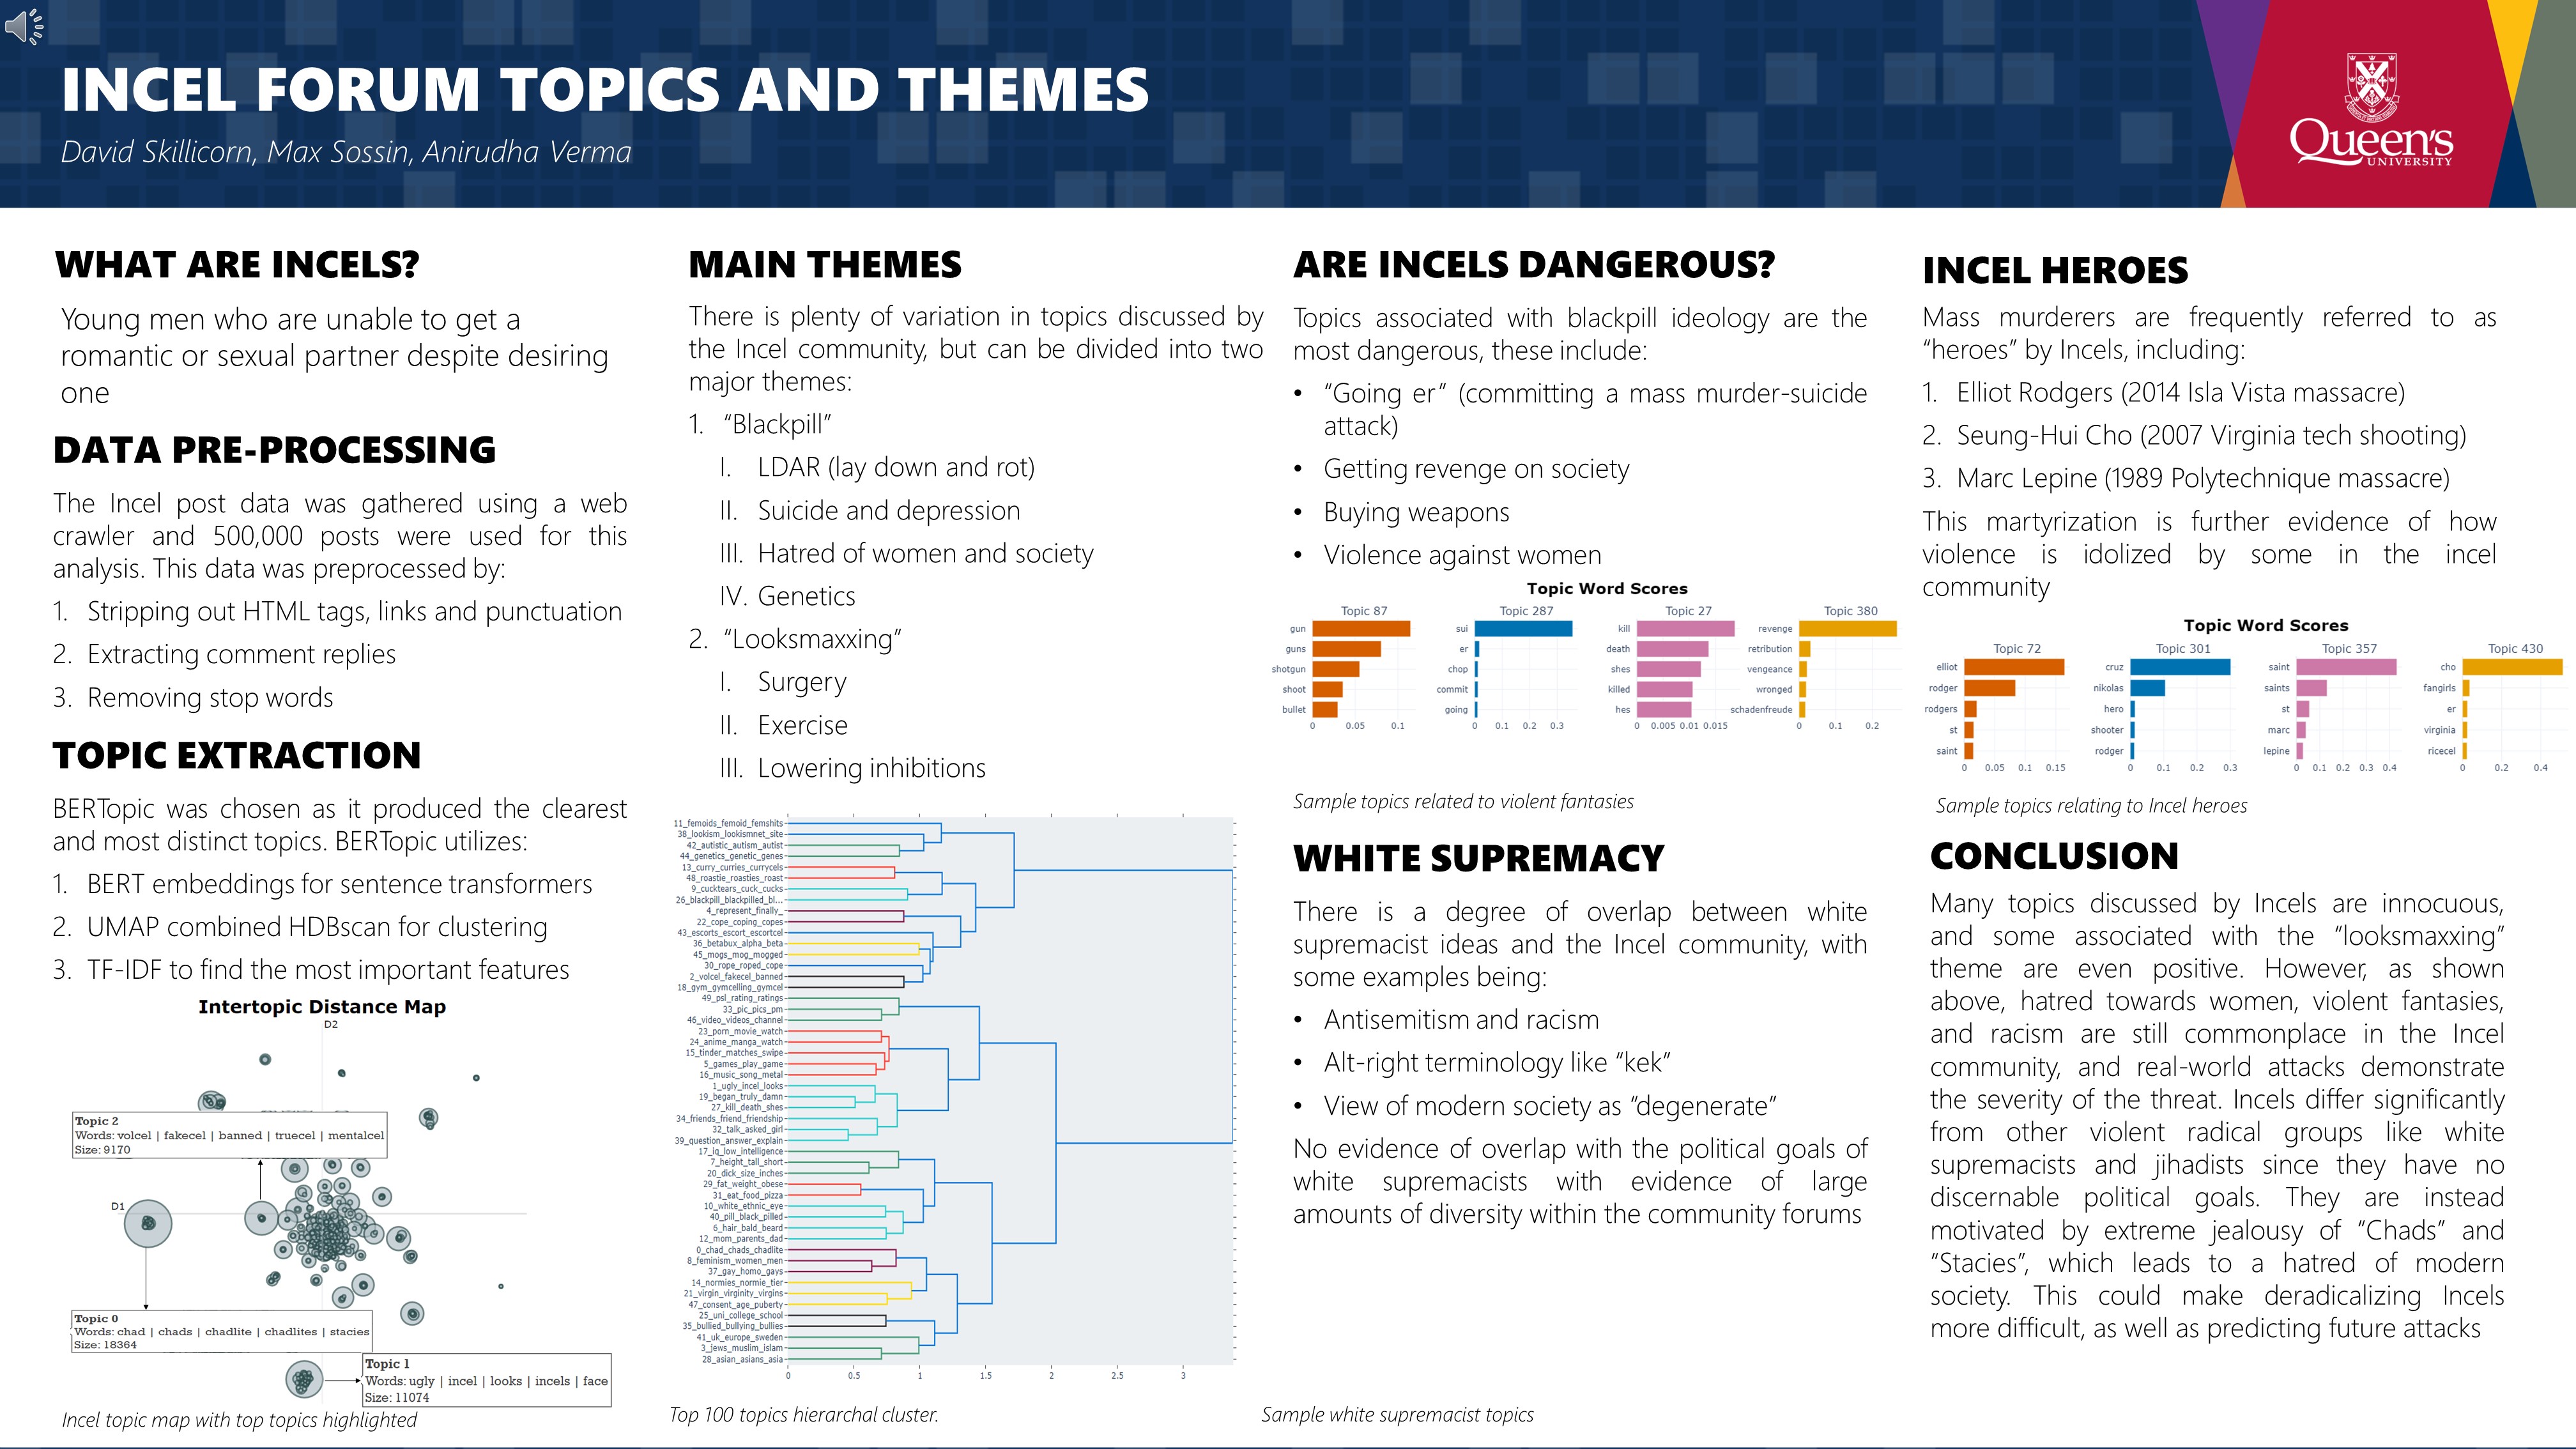 INCEL FORUM TOPICS AND THEMES
David Skillicorn, Max Sossin, Anirudha Verma
Queen's
UNIVERSITY
WHAT ARE INCELS?
Young men who are unable to get a
romantic or sexual partner despite desiring
one
DATA PRE-PROCESSING
The Incel post data was gathered using a web
crawler and 500,000 posts were used for this
analysis. This data was preprocessed by:
1. Stripping out HTML tags, links and punctuation
2. Extracting comment replies
3. Removing stop words
TOPIC EXTRACTION
BERTopic was chosen as it produced the clearest
and most distinct topics. BERTopic utilizes:
1. BERT embeddings for sentence transformers
2. UMAP combined HDBscan for clustering
3. TF-IDF to find the most important features
Intertopic Distance Map
D2
Topic 2
Words: volcel | fakecel | banned | truecel | mentalcel
Size: 9170
D1
Topic 0
Words: chad | chads | chadlite | chadlites | stacies
Size: 18364
Topic 1
Words: ugly | incel | looks | incels | face
Size: 11074
Incel topic map with top topics highlighted
MAIN THEMES
There is plenty of variation in topics discussed by
the Incel community, but can be divided into two
major themes:
1. “Blackpill”
I. LDAR (lay down and rot)
II. Suicide and depression
III. Hatred of women and society
IV. Genetics
2. “Looksmaxxing”
I. Surgery
II. Exercise
III. Lowering inhibitions
11_femoids_femoid_femshits
38_lookism_lookismnet_site
42_autistic_autism_autist
44_genetics_genetic_genes
13_curry_curries_currycels
48_roastie_roasties_roast
9_cucktears_cuck_cucks
26_blackpill_blackpilled_bl...
4_represent_finally_
22_cope_coping_copes
43_escorts_escort_escortcel
36_betabux_alpha_beta
45_mogs_mog_mogged
30_rope_roped_cope
2_volcel_fakecel_banned
18_gym_gymcelling_gymcel
49_psl_rating_ratings
33_pic_pics_pm
46_video_videos_channel
23_porn_movie_watch
24_anime_manga_watch
15_tinder_matches_swipe
5_games_play_game
16_music_song_metal
1_ugly_incel_looks
19_began_truly_damn
27_kill_death_shes
34_friends_friend_friendship
32_talk_asked_girl
39_question_answer_explain
17_iq_low_intelligence
7_height_tall_short
20_dick_size_inches
29_fat_weight_obese
31_eat_food_pizza
10_white_ethnic_eye
40_pill_black_pilled
6_hair_bald_beard
12_mom_parents_dad
0_chad_chads_chadlite
8_feminism_women_men
37_gay_homo_gays
14_normies_normie_tier
21_virgin_virginity_virgins
47_consent_age_puberty
25_uni_college_school
35_bullied_bullying_bullies
41_uk_europe_sweden
3_jews_muslim_islam
28_asian_asians_asia
0 0.5 1 1.5 2 2.5 3
Top 100 topics hierarchal cluster.
ARE INCELS DANGEROUS?
Topics associated with blackpill ideology are the
most dangerous, these include:
• “Going er” (committing a mass murder-suicide
attack)
• Getting revenge on society
• Buying weapons
• Violence against women
Topic Word Scores
Topic 87
gun
guns
shotgun
shoot
bullet
0 0.05 0.1
Topic 287
sui
er
chop
commit
going
0 0.1 0.2 0.3
Topic 27
kill
death
shes
killed
hes
0 0.005 0.01 0.015
Topic 380
revenge
retribution
vengeance
wronged
schadenfreude
0 0.1 0.2
Sample topics related to violent fantasies
WHITE SUPREMACY
There is a degree of overlap between white
supremacist ideas and the Incel community, with
some examples being:
• Antisemitism and racism
• Alt-right terminology like “kek”
• View of modern society as “degenerate”
No evidence of overlap with the political goals of
white supremacists with evidence of large
amounts of diversity within the community forums
Sample white supremacist topics
INCEL HEROES
Mass murderers are frequently referred to as
“heroes” by Incels, including:
1. Elliot Rodgers (2014 Isla Vista massacre)
2. Seung-Hui Cho (2007 Virginia tech shooting)
3. Marc Lepine (1989 Polytechnique massacre)
This martyrization is further evidence of how
violence is idolized by some in the incel
community
Topic Word Scores
Topic 72
elliot
rodger
rodgers
st
saint
0 0.05 0.1 0.15
Topic 301
cruz
nikolas
hero
shooter
rodger
0 0.1 0.2 0.3
Topic 357
saint
saints
st
marc
lepine
0 0.1 0.2 0.3 0.4
Topic 430
cho
fangirls
er
virginia
ricecel
0 0.2 0.4
Sample topics relating to Incel heroes
CONCLUSION
Many topics discussed by Incels are innocuous,
and some associated with the “looksmaxxing”
theme are even positive. However, as shown
above, hatred towards women, violent fantasies,
and racism are still commonplace in the Incel
community, and real-world attacks demonstrate
the severity of the threat. Incels differ significantly
from other violent radical groups like white
supremacists and jihadists since they have no
discernable political goals. They are instead
motivated by extreme jealousy of “Chads” and
“Stacies”, which leads to a hatred of modern
society. This could make deradicalizing Incels
more difficult, as well as predicting future attacks